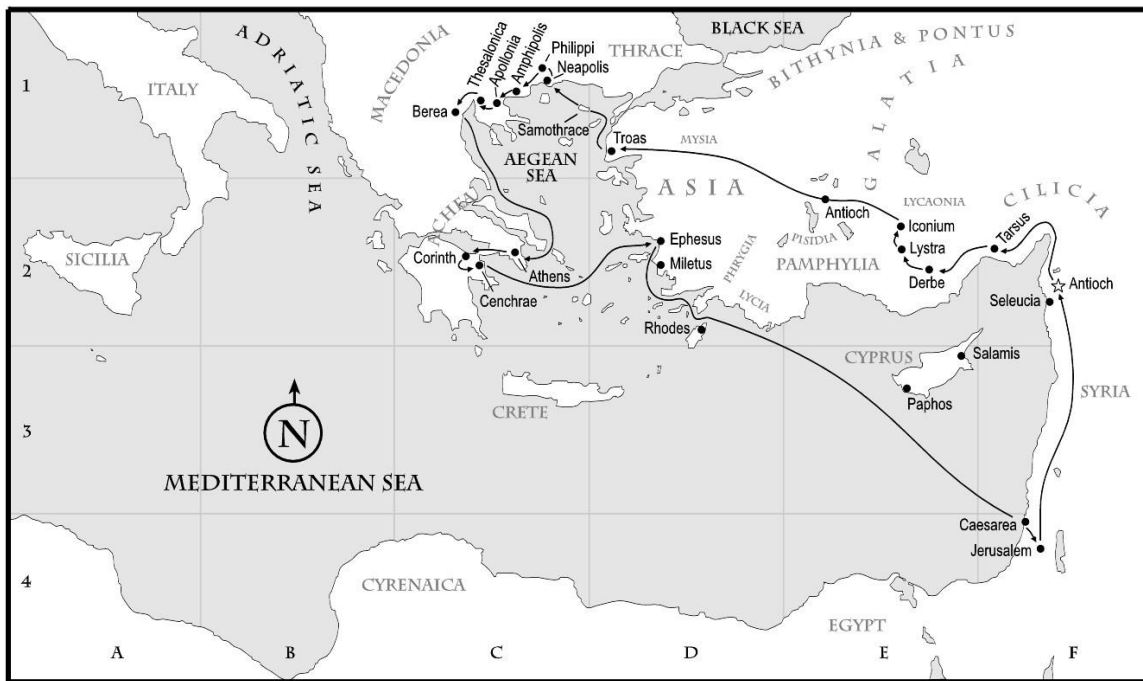 BLACK SEA
ADRIATIC SEA
MACEDONIA
Thesalonica
Apollonia
Amphipolis
Philippi
Neapolis
THRACE
BITHYNIA & PONTUS
GALATIA
1
ITALY
Berea
Samothrace
Troas
MYSIA
AEGEAN
SEA
ASIA
ACHEA
Antioch
LYCAONIA
Iconium
CILICIA
Tarsus
PISIDIA
Lystra
PHRYGIA
PAMPHYLIA
2
SICILIA
Corinth
Athens
Cenchrae
Ephesus
Miletus
LYCIA
Derbe
Antioch
Seleucia
Rhodes
CYPRUS
Salamis
Paphos
SYRIA
CRETE
3
N
MEDITERRANEAN SEA
Caesarea
Jerusalem
4
CYRENAICA
EGYPT
A
B
C
D
E
F